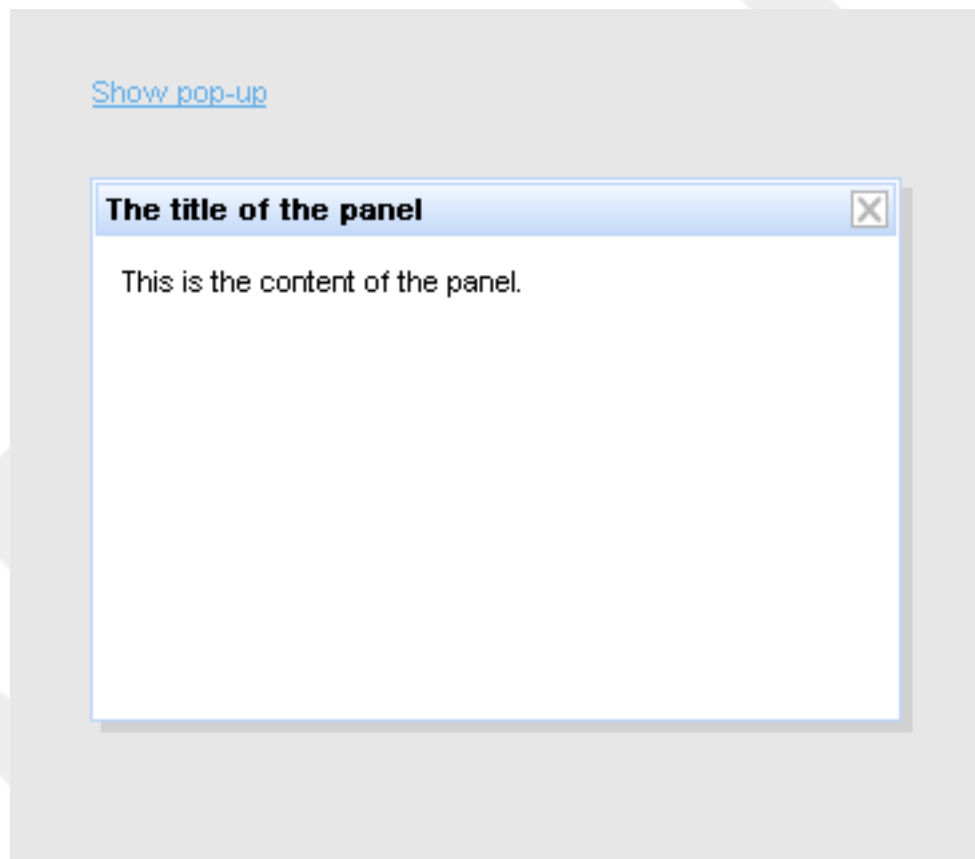 Show pop-up
The title of the panel
This is the content of the panel.